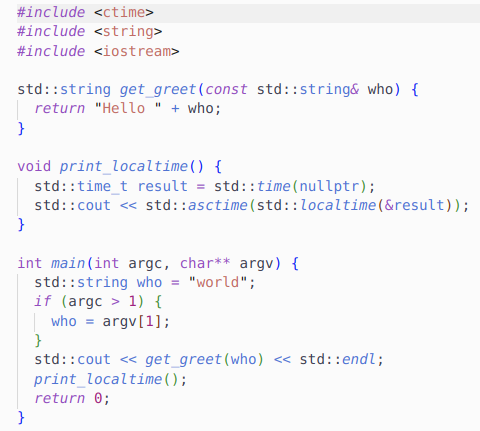 #include <ctime>
#include <string>
#include <iostream>

std::string get_greet(const std::string& who) {
  return "Hello " + who;
}

void print_localtime() {
  std::time_t result = std::time(nullptr);
  std::cout << std::asctime(std::localtime(&result));
}

int main(int argc, char** argv) {
  std::string who = "world";
  if (argc > 1) {
    who = argv[1];
  }
  std::cout << get_greet(who) << std::endl;
  print_localtime();
  return 0;
}